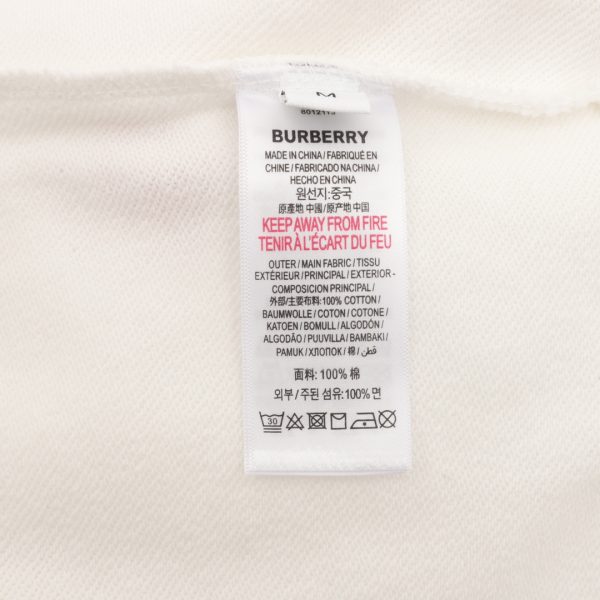 M
8012113
BURBERRY
MADE IN CHINA / FABRIQUÉ EN
CHINE / FABRICADO NA CHINA /
HECHO EN CHINA
원선지:중국
原產地 中國/原产地 中国
KEEP AWAY FROM FIRE
TENIR À L'ÉCART DU FEU
OUTER / MAIN FABRIC / TISSU
EXTÉRIEUR / PRINCIPAL / EXTERIOR -
COMPOSICION PRINCIPAL /
外部/主要布料:100% COTTON /
BAUMWOLLE / COTON / COTONE /
KATOEN / BOMULL / ALGODÓN /
ALGODÃO / PUUVILLA / BAMBAKI /
PAMUK / ХЛОПОК / 棉 / قطن /
面料: 100% 棉
외부 / 주된 섬유: 100% 면
30